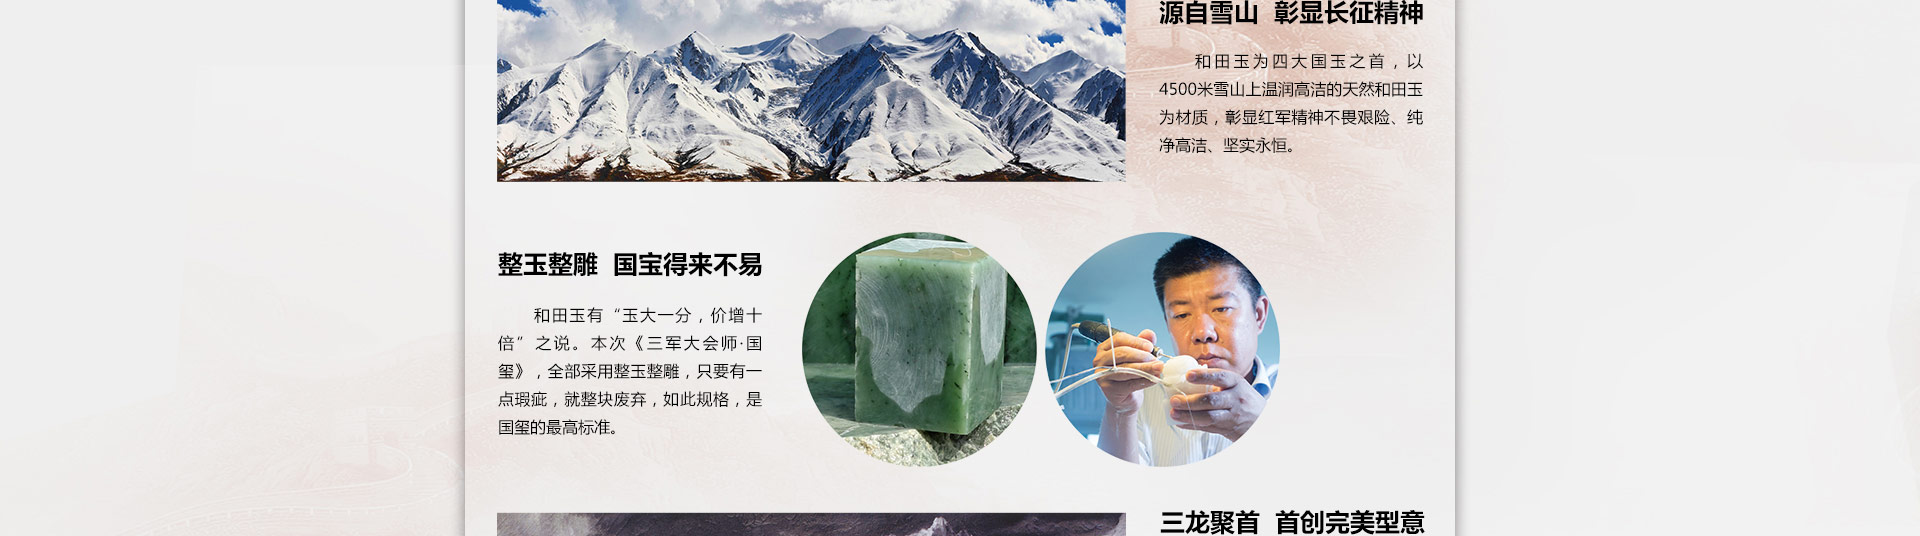 源自雪山 彰显长征精神
和田玉为四大国玉之首，以
4500米雪山上温润高洁的天然和田玉
为材质，彰显红军精神不畏艰险、纯
净高洁、坚实永恒。
整玉整雕 国宝得来不易
和田玉有“玉大一分，价增十
倍”之说。本次《三军大会师·国
玺》，全部采用整玉整雕，只要有一
点瑕疵，就整块废弃，如此规格，是
国玺的最高标准。
三龙聚首 首创完美型意